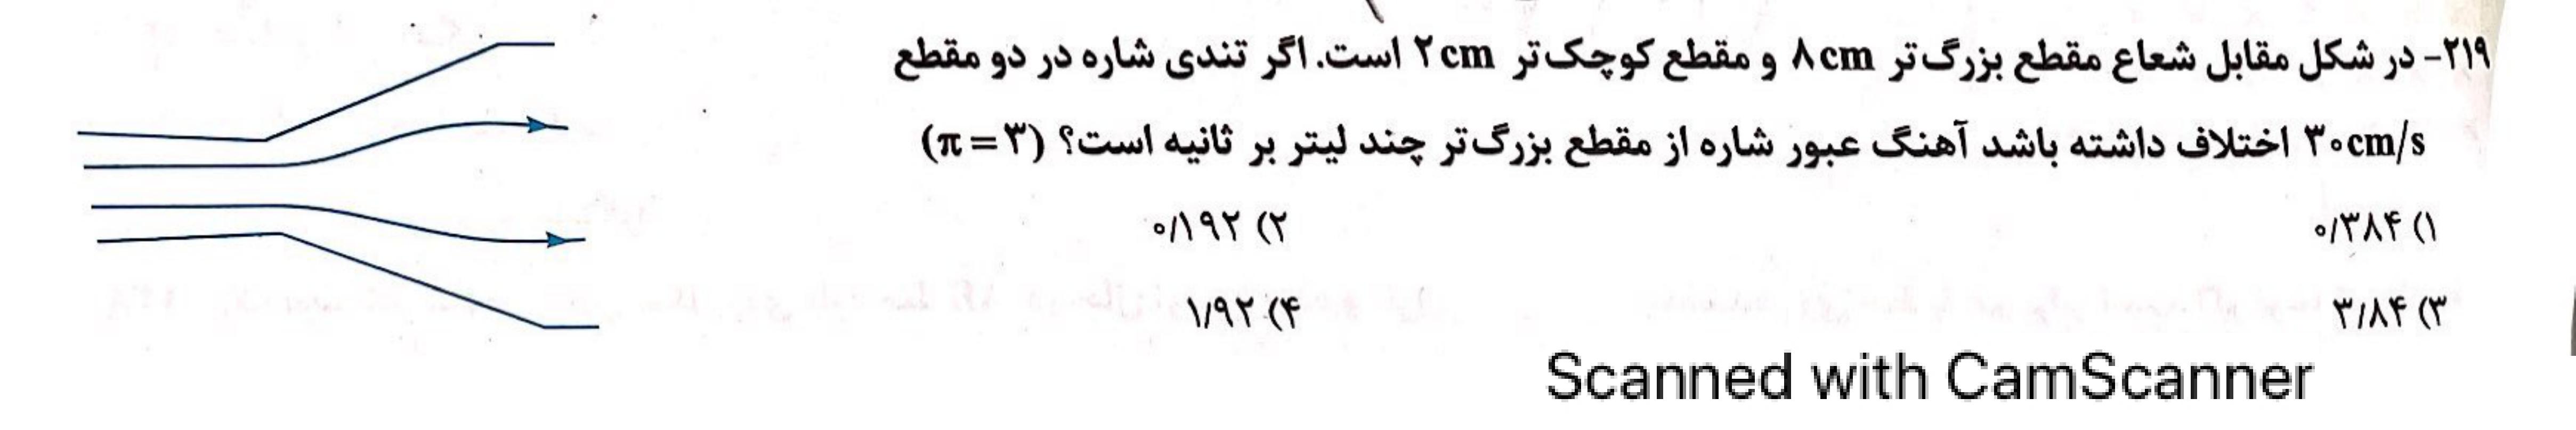 ۲۱۹- در شکل مقابل شعاع مقطع بزرگ‌تر ۸cm و مقطع کوچک‌تر ۲cm است. اگر تندی شاره در دو مقطع
۳۰cm/s اختلاف داشته باشد آهنگ عبور شاره از مقطع بزرگ‌تر چند لیتر بر ثانیه است؟ (π=۳)
۱) ۰/۳۸۴
۲) ۰/۱۹۲
۳) ۳/۸۴
۴) ۱/۹۲
Scanned with CamScanner